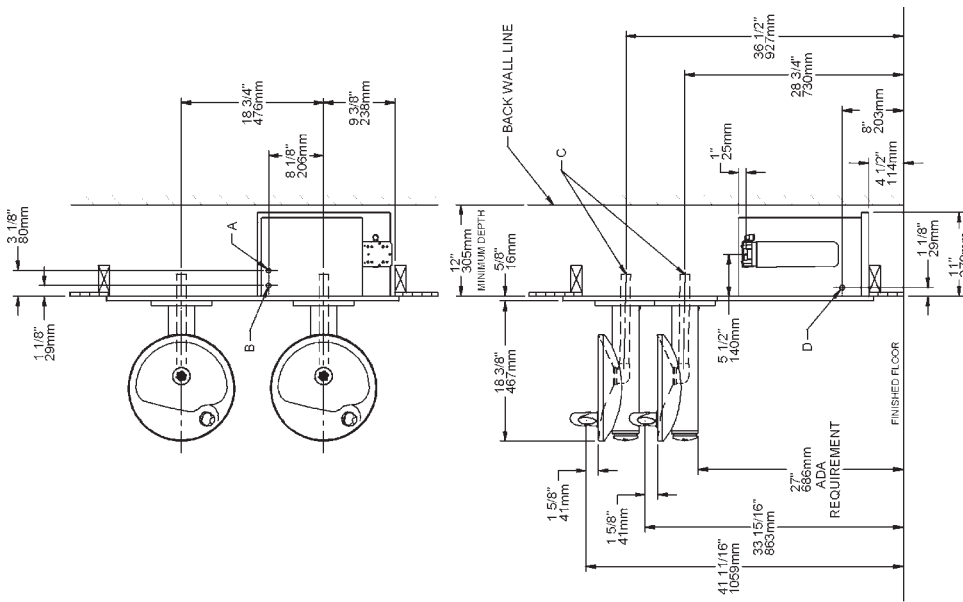 18 3/4"
476mm
9 3/8"
238mm
8 1/8"
206mm
3 1/8"
80mm
A
B
1 1/8"
29mm
36 1/2"
927mm
28 3/4"
730mm
BACK WALL LINE
C
8"
203mm
1"
25mm
4 1/2"
114mm
12"
305mm
MINIMUM DEPTH
5/8"
16mm
1 1/8"
29mm
11"
5 1/2"
140mm
D
18 3/8"
467mm
FINISHED FLOOR
27"
686mm
ADA
REQUIREMENT
1 5/8"
41mm
1 5/8"
41mm
33 15/16"
863mm
41 11/16"
1059mm